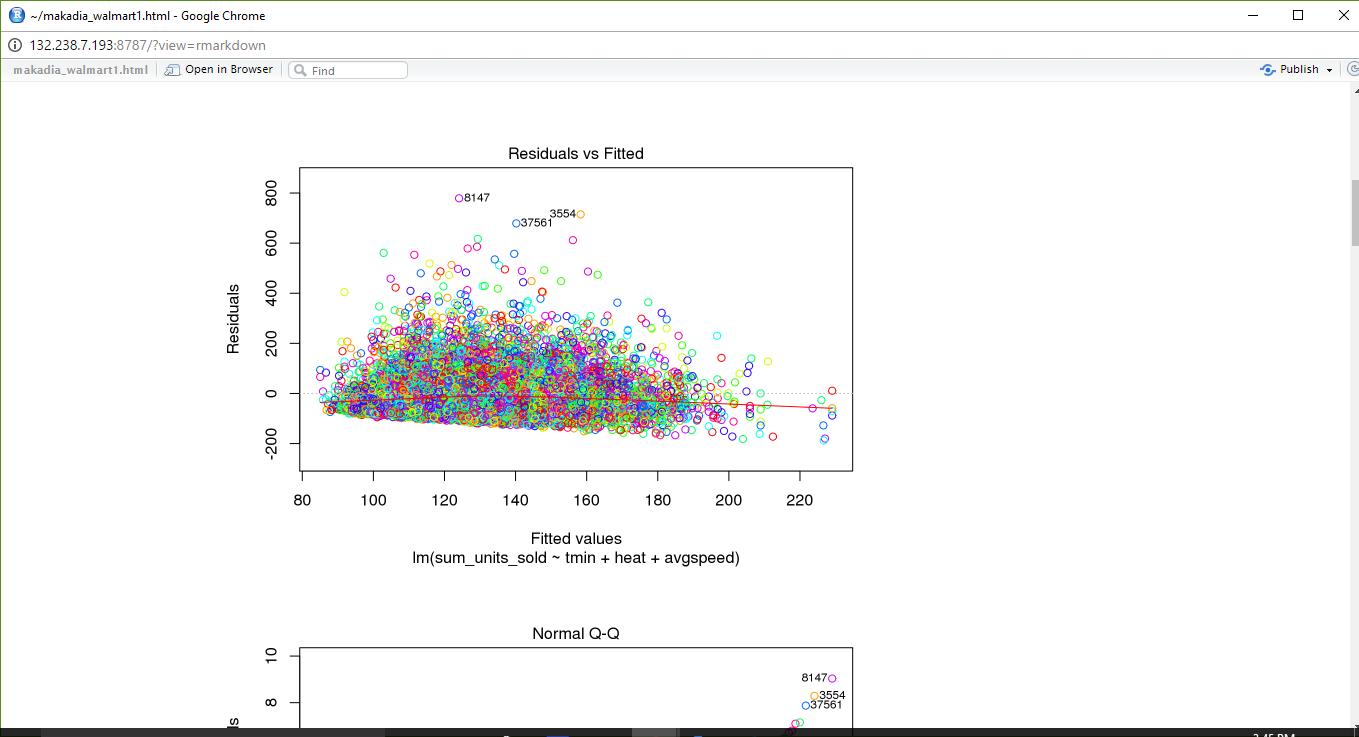 ~/makadia_walmart1.html - Google Chrome
132.238.7.193:8787/?view=rmarkdown
makadia_walmart1.html Open in Browser Find Publish
Residuals vs Fitted
800
600
400
200
0
-200
Residuals
8147
3554
37561
80 100 120 140 160 180 200 220
Fitted values
lm(sum_units_sold ~ tmin + heat + avgspeed)
Normal Q-Q
10
8
8147
3554
37561